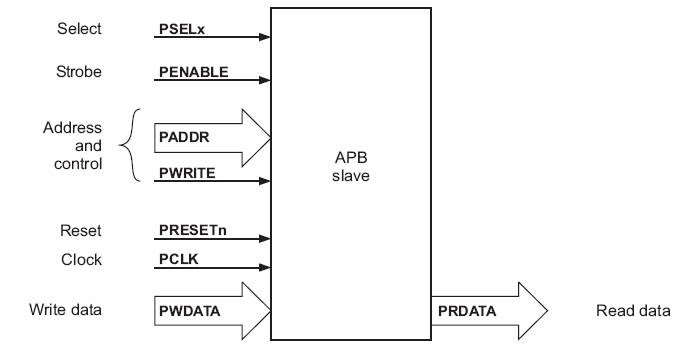 Select
PSELx
Strobe
PENABLE
Address
and
control
PADDR
PWRITE
APB
slave
Reset
PRESETn
Clock
PCLK
Write data
PWDATA
PRDATA
Read data